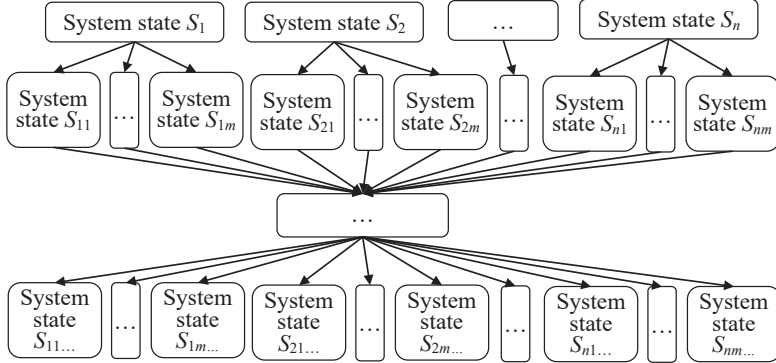 System state S1
System state S2
...
System state Sn
System
state S11
...
System
state S1m
System
state S21
...
System
state S2m
...
System
state Sn1
...
System
state Snm
...
System
state
S11...
...
System
state
S1m...
System
state
S21...
...
System
state
S2m...
...
System
state
Sn1...
...
System
state
Snm...